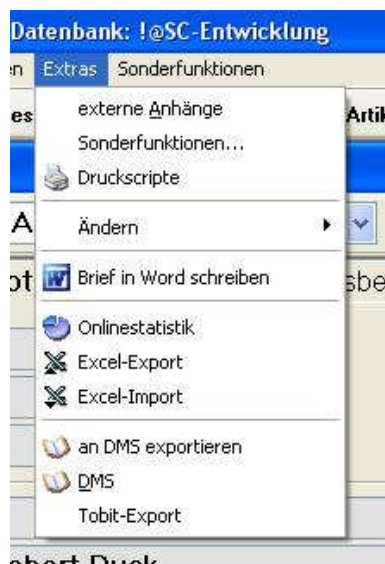 Datenbank: !@SC-Entwicklung
Extras Sonderfunktionen
externe Anhänge
Sonderfunktionen...
Druckscripte
Ändern
Brief in Word schreiben
Onlinestatistik
Excel-Export
Excel-Import
an DMS exportieren
DMS
Tobit-Export